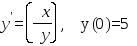 y' = (x/y), y(0)=5